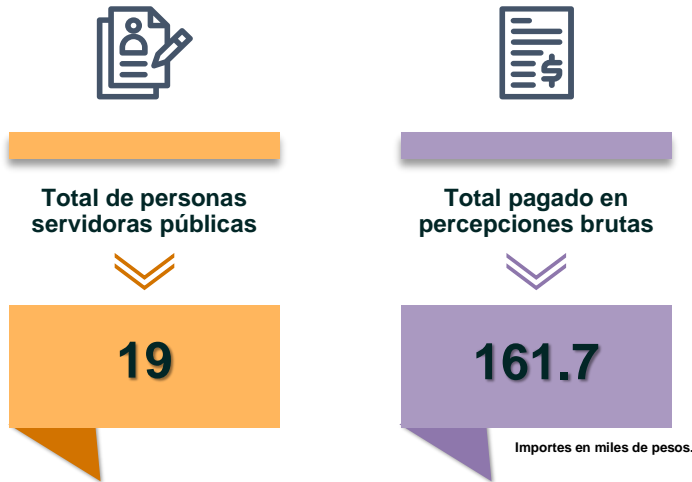 Total de personas
servidoras públicas
19
Total pagado en
percepciones brutas
161.7
Importes en miles de pesos.